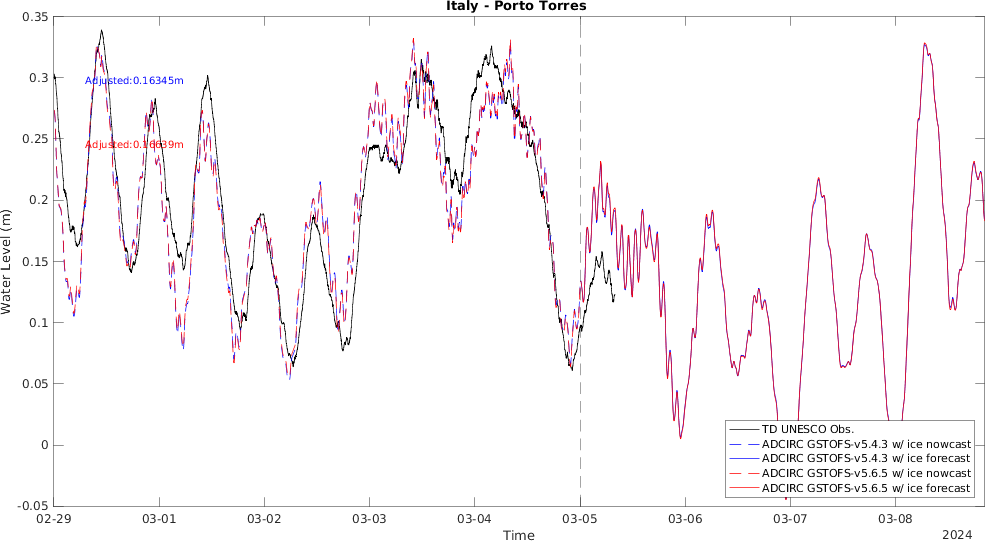 Italy - Porto Torres
0.35
0.3
0.25
0.2
0.15
0.1
0.05
0
-0.05
Water Level (m)
Adjusted:0.16345m
Adjusted:0.16639m
TD UNESCO Obs.
ADCIRC GSTOFS-v5.4.3 w/ ice nowcast
ADCIRC GSTOFS-v5.4.3 w/ ice forecast
ADCIRC GSTOFS-v5.6.5 w/ ice nowcast
ADCIRC GSTOFS-v5.6.5 w/ ice forecast
02-29 03-01 03-02 03-03 03-04 03-05 03-06 03-07 03-08
Time
2024